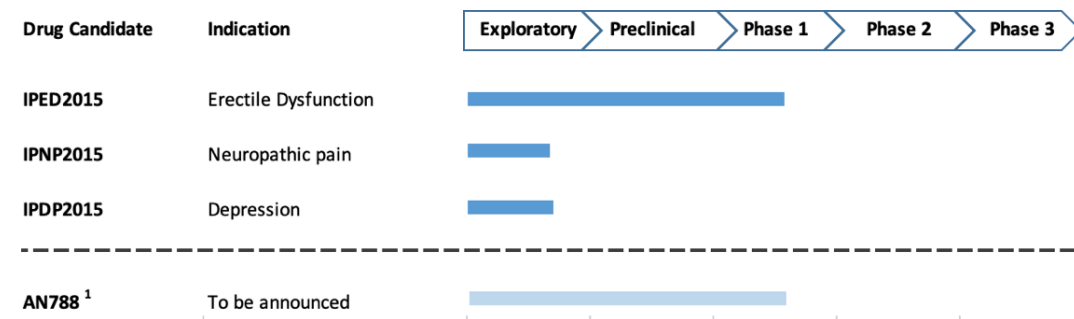 Drug Candidate Indication Exploratory Preclinical Phase 1 Phase 2 Phase 3
IPED2015 Erectile Dysfunction
IPNP2015 Neuropathic pain
IPDP2015 Depression
AN788 ¹ To be announced